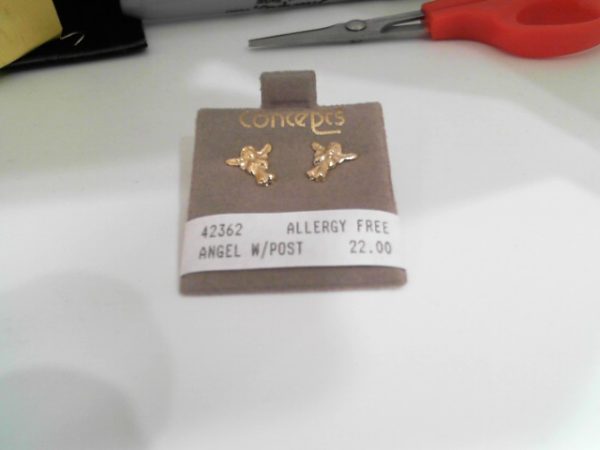 Concepts
42362 ALLERGY FREE
ANGEL W/POST 22.00